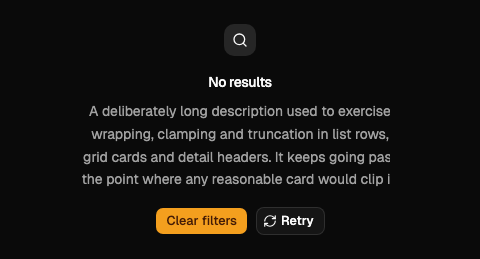 No results
A deliberately long description used to exercise
wrapping, clamping and truncation in list rows,
grid cards and detail headers. It keeps going pas
the point where any reasonable card would clip i
Clear filters
Retry